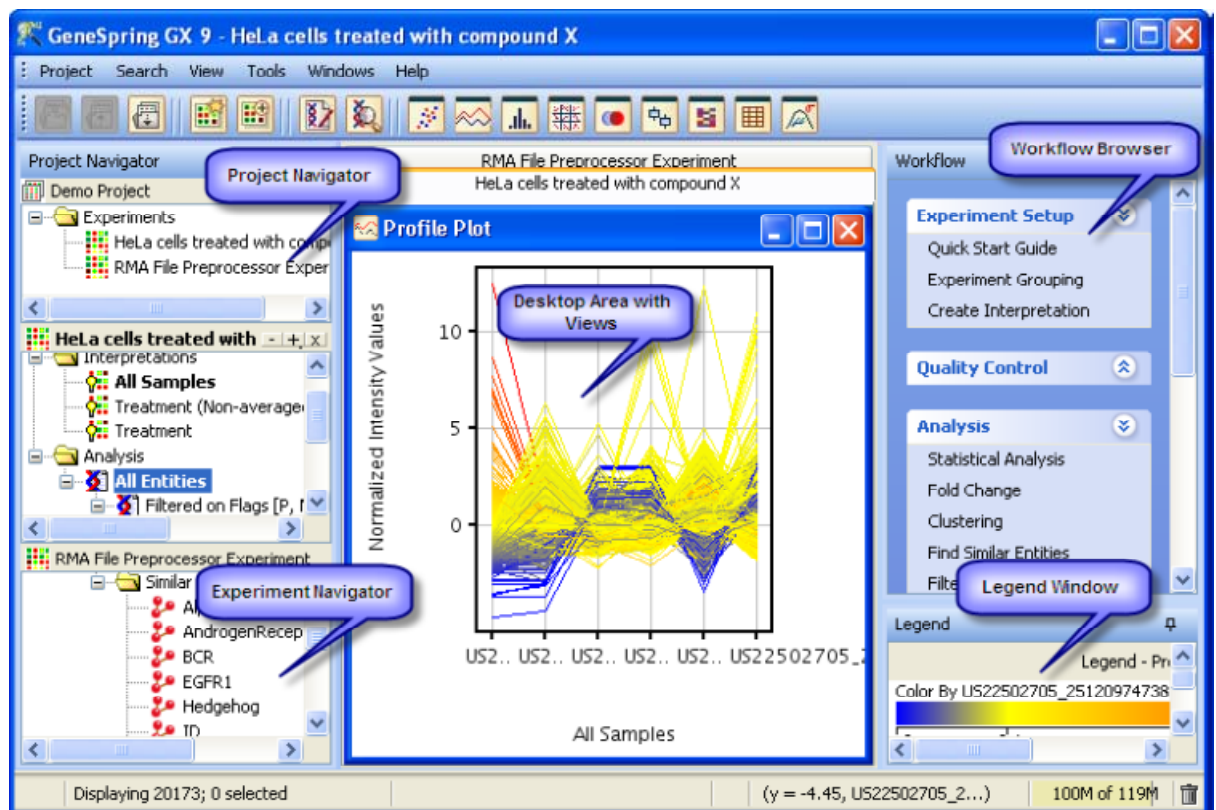 GeneSpring GX 9 - HeLa cells treated with compound X
Project Search View Tools Windows Help
Project Navigator
Demo Project
Experiments
HeLa cells treated with comp
RMA File Preprocessor Exper
HeLa cells treated with - + x
Interpretations
All Samples
Treatment (Non-average
Treatment
Analysis
All Entities
Filtered on Flags [P,
RMA File Preprocessor Experiment
Similar
AndrogenRecep
BCR
EGFR1
Hedgehog
ID
Project Navigator
Experiment Navigator
RMA File Preprocessor Experiment
HeLa cells treated with compound X
Profile Plot
Desktop Area with
Views
Normalized Intensity Values
10
5
0
US2.. US2.. US2.. US2.. US2.. US22502705_2
All Samples
Workflow
Workflow Browser
Experiment Setup
Quick Start Guide
Experiment Grouping
Create Interpretation
Quality Control
Analysis
Statistical Analysis
Fold Change
Clustering
Find Similar Entities
Filte
Legend Window
Legend
Legend - Pr
Color By US22502705_25120974738
Displaying 20173; 0 selected
(y = -4.45, US22502705_2...)
100M of 119M